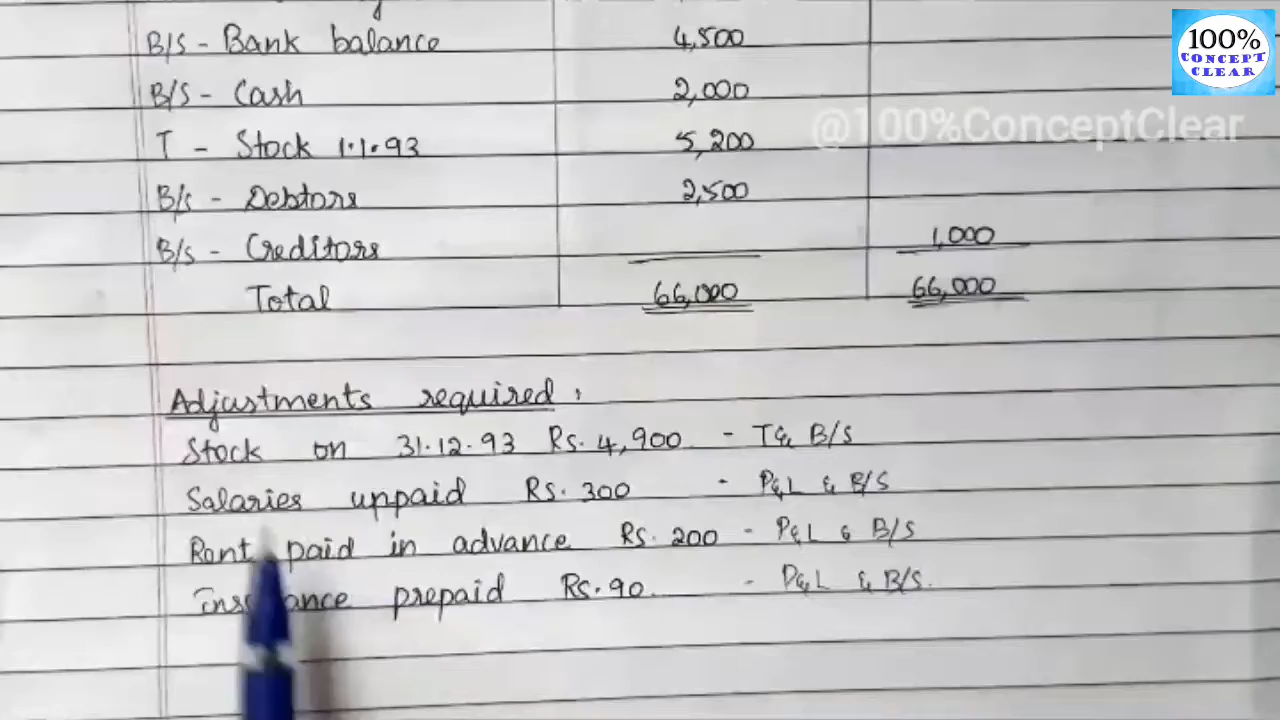 B/S - Bank balance 4,500
B/S - Cash 2,000
T - Stock 1.1.93 5,200
B/S - Debtors 2,500
B/S - Creditors 1,000
Total 66,000 66,000
Adjustments required:
Stock on 31.12.93 Rs. 4,900 - T & B/S
Salaries unpaid Rs. 300 - P&L & B/S
Rent paid in advance Rs. 200 - P&L & B/S
prepaid Rs. 90 - P&L & B/S.
100%
CONCEPT
CLEAR
@100%ConceptClear